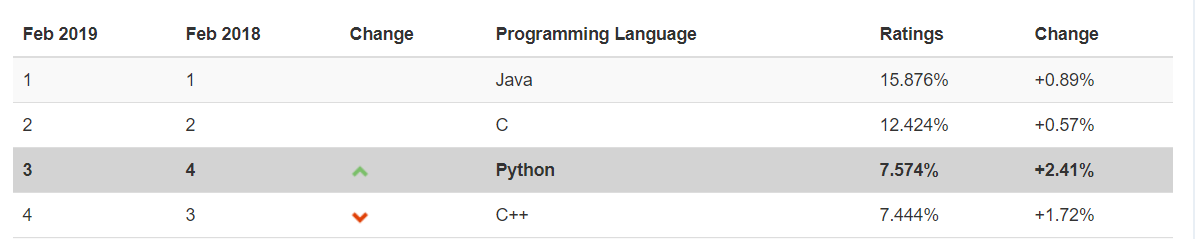 Feb 2019 Feb 2018 Change Programming Language Ratings Change
1 1 Java 15.876% +0.89%
2 2 C 12.424% +0.57%
3 4 Python 7.574% +2.41%
4 3 C++ 7.444% +1.72%